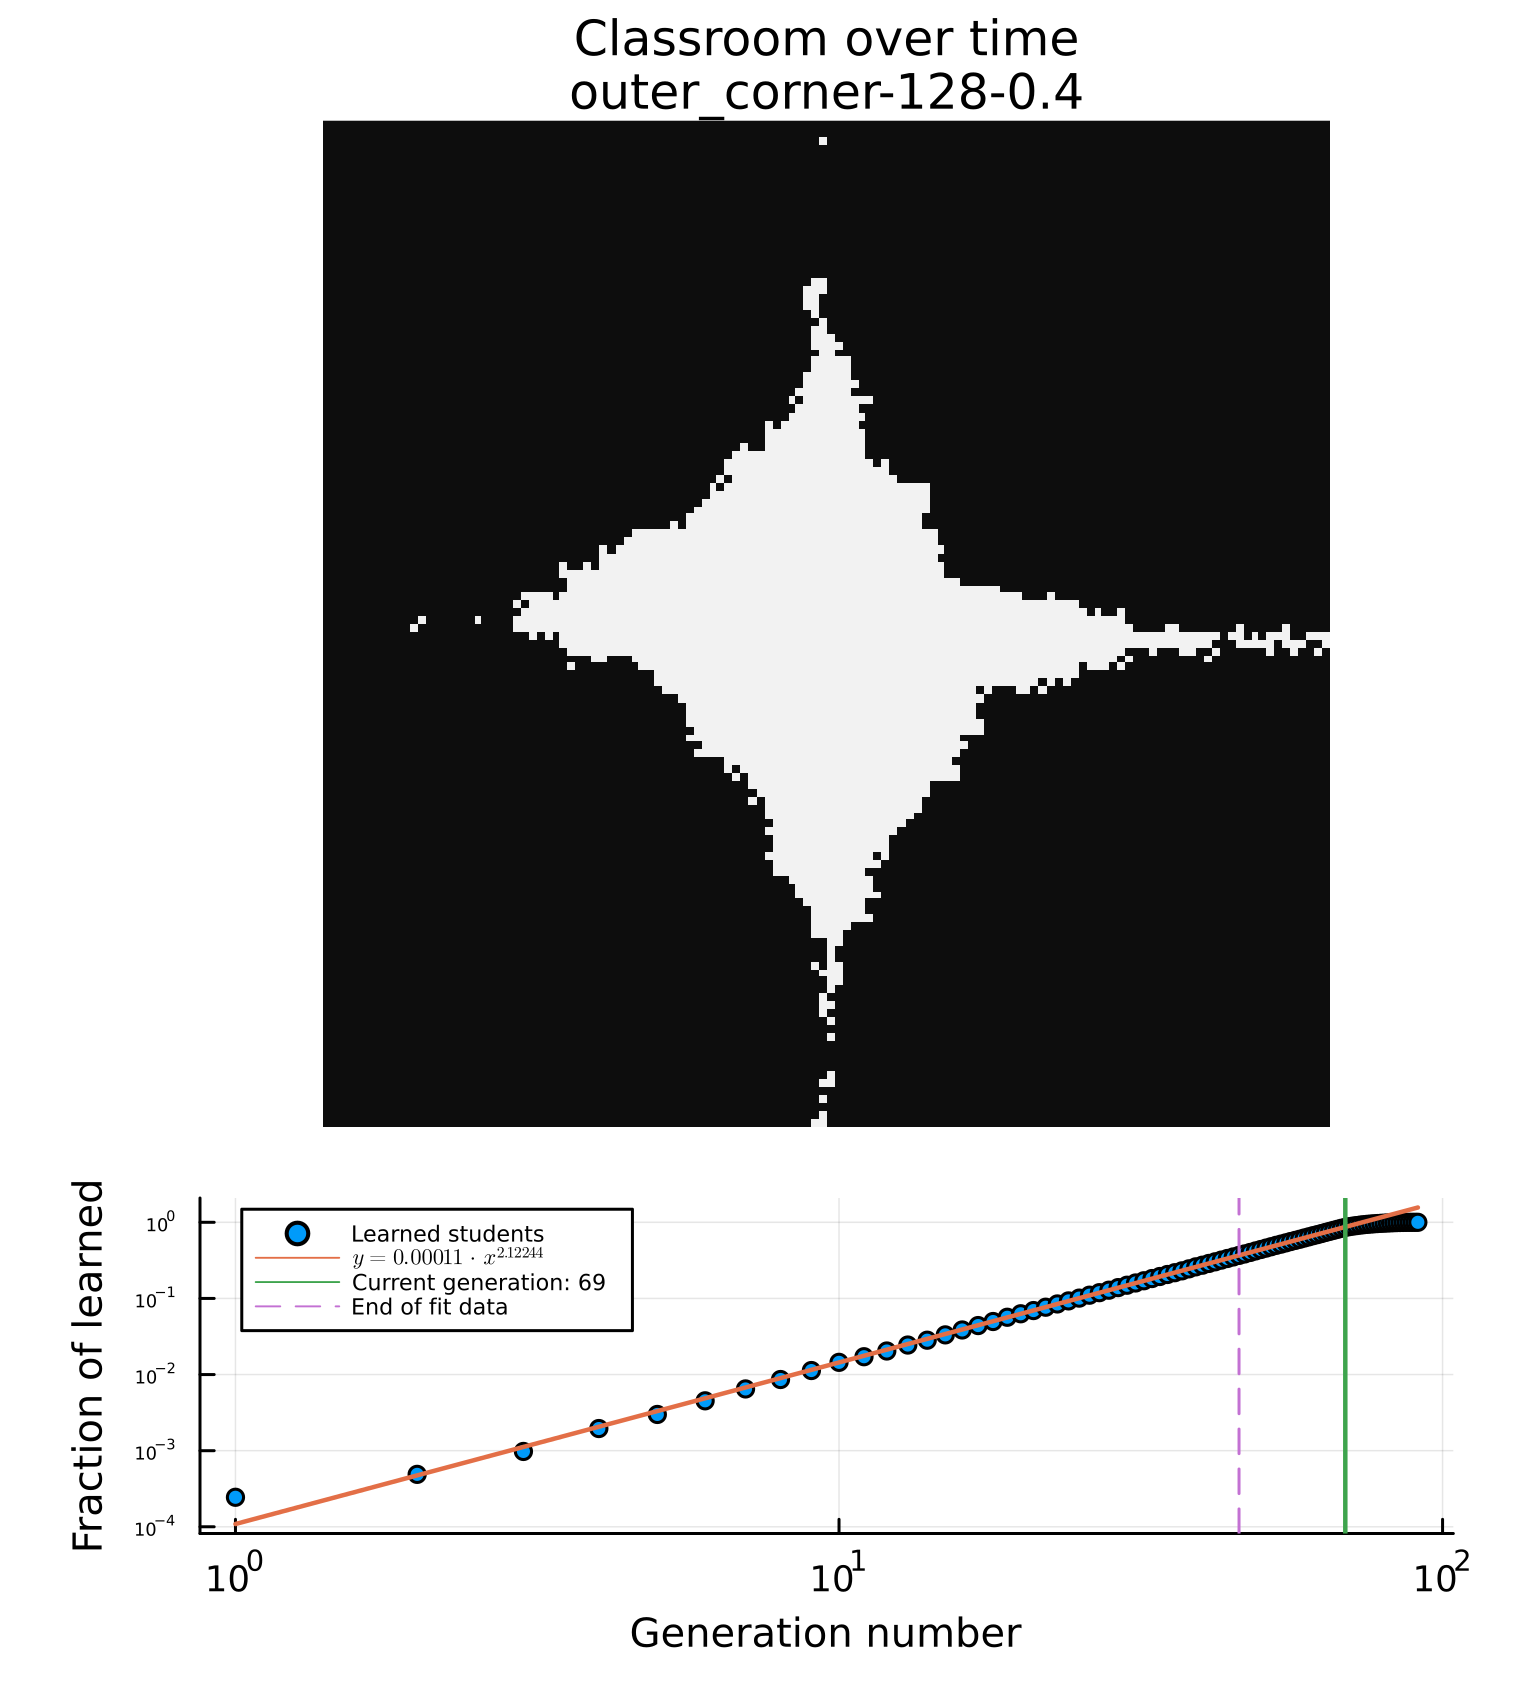 Classroom over time
outer_corner-128-0.4
Fraction of learned
10^0
10^-1
10^-2
10^-3
10^-4
Learned students
y = 0.00011 · x^2.12244
Current generation: 69
End of fit data
10^0
10^1
10^2
Generation number